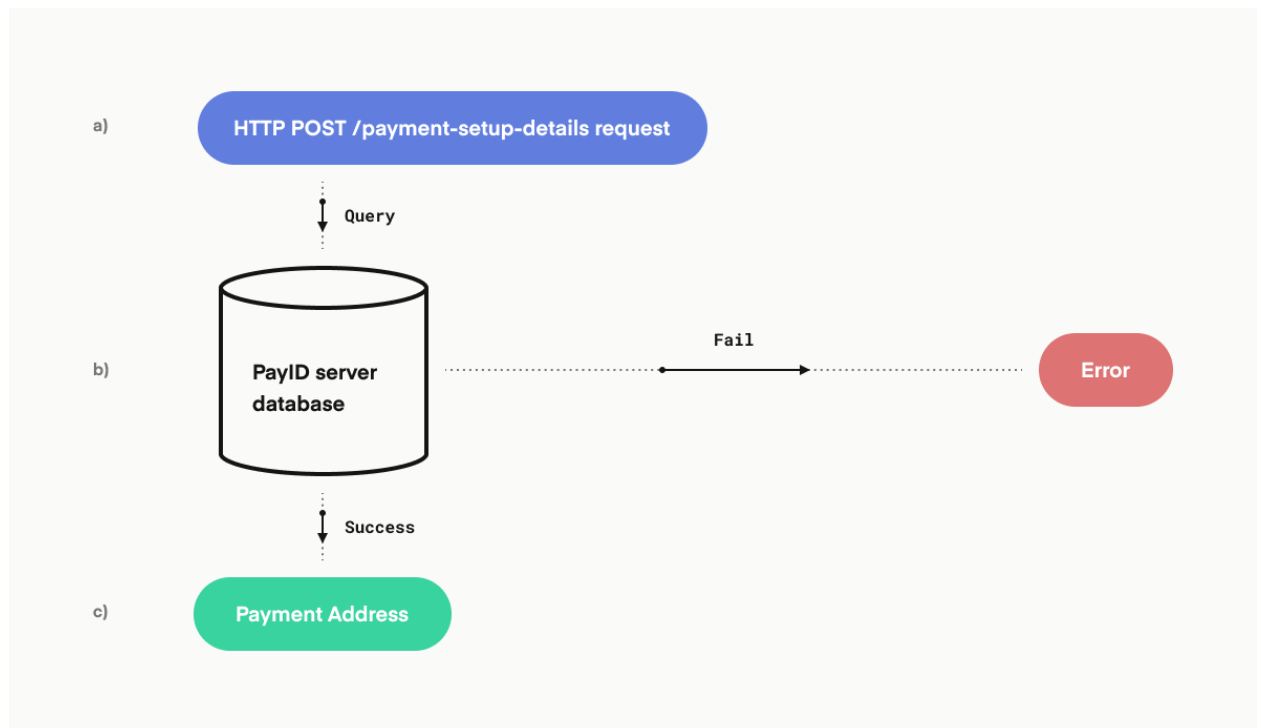 a)
HTTP POST /payment-setup-details request
Query
b)
PayID server
database
Fail
Error
Success
c)
Payment Address